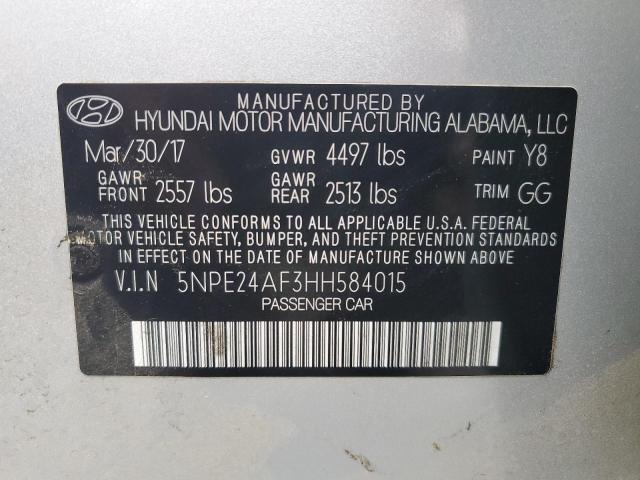 MANUFACTURED BY
HYUNDAI MOTOR MANUFACTURING ALABAMA, LLC
Mar/30/17 GVWR 4497 lbs PAINT Y8
GAWR FRONT 2557 lbs GAWR REAR 2513 lbs TRIM GG
THIS VEHICLE CONFORMS TO ALL APPLICABLE U.S.A. FEDERAL
MOTOR VEHICLE SAFETY, BUMPER, AND THEFT PREVENTION STANDARDS
IN EFFECT ON THE DATE OF MANUFACTURE SHOWN ABOVE
V.I.N 5NPE24AF3HH584015
PASSENGER CAR